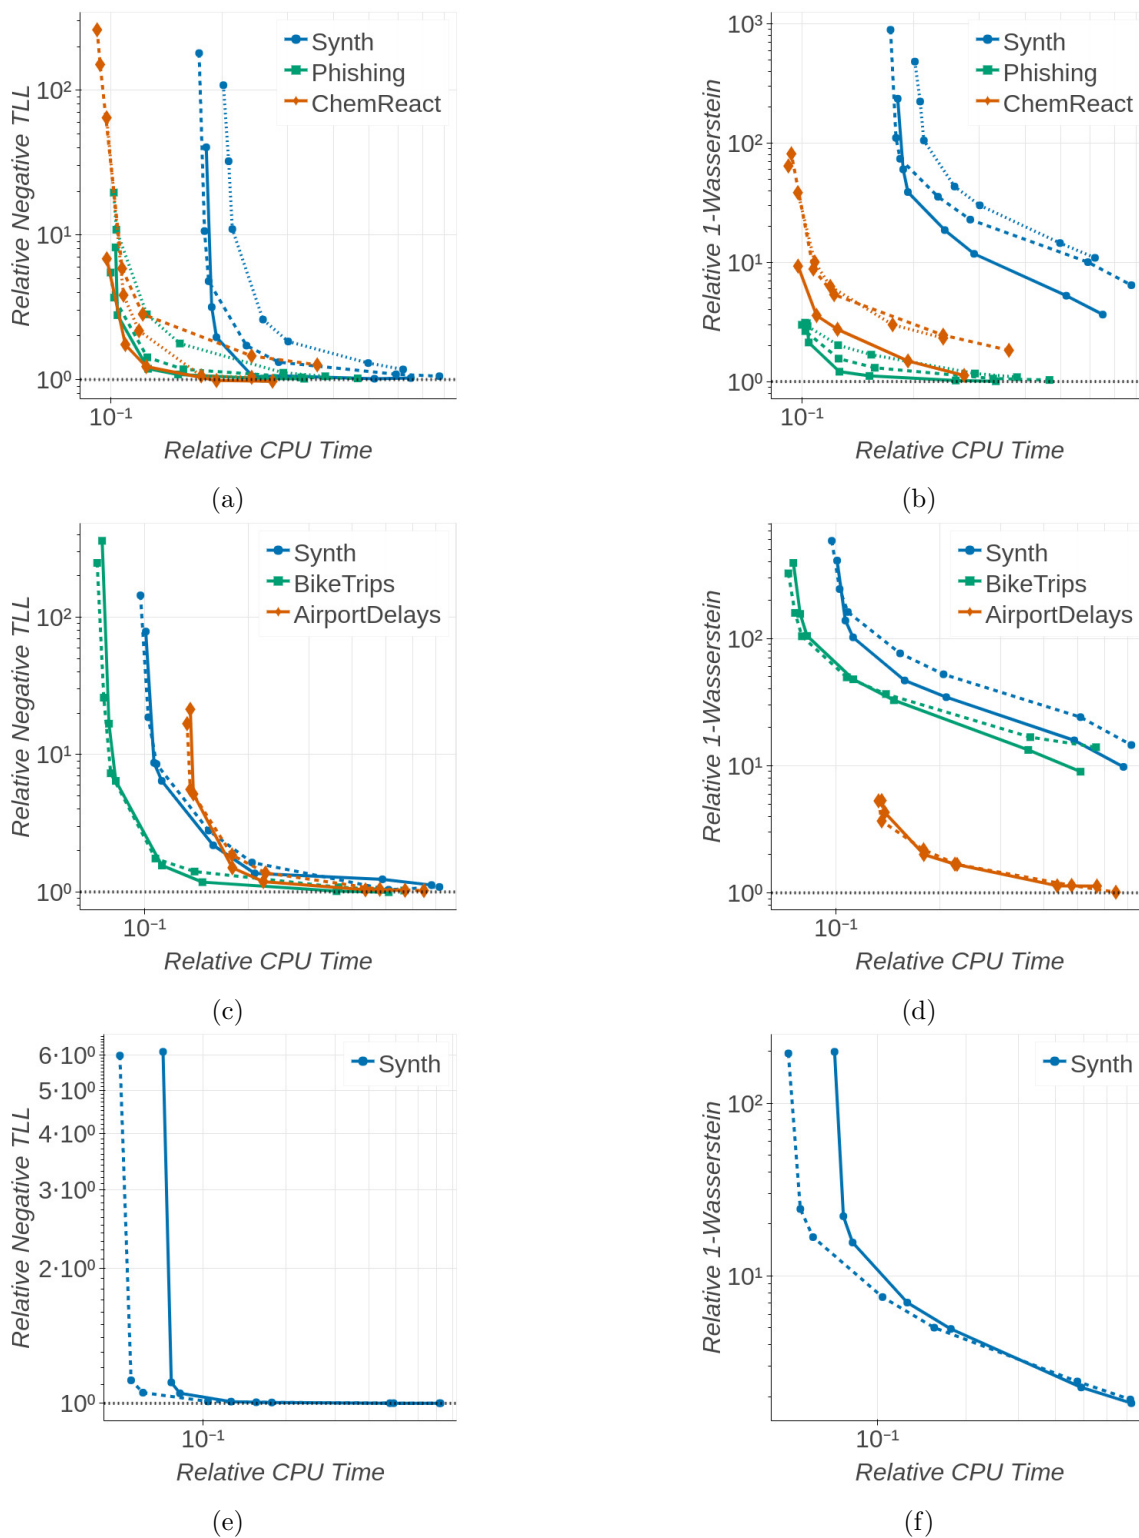 Relative Negative TLL
10²
10¹
10⁰
10⁻¹
Relative CPU Time
Synth
Phishing
ChemReact
(a)
Relative 1-Wasserstein
10³
10²
10¹
10⁰
10⁻¹
Relative CPU Time
Synth
Phishing
ChemReact
(b)
Relative Negative TLL
10²
10¹
10⁰
10⁻¹
Relative CPU Time
Synth
BikeTrips
AirportDelays
(c)
Relative 1-Wasserstein
10²
10¹
10⁰
10⁻¹
Relative CPU Time
Synth
BikeTrips
AirportDelays
(d)
Relative Negative TLL
6·10⁰
5·10⁰
4·10⁰
3·10⁰
2·10⁰
10⁰
10⁻¹
Relative CPU Time
Synth
(e)
Relative 1-Wasserstein
10²
10¹
10⁻¹
Relative CPU Time
Synth
(f)